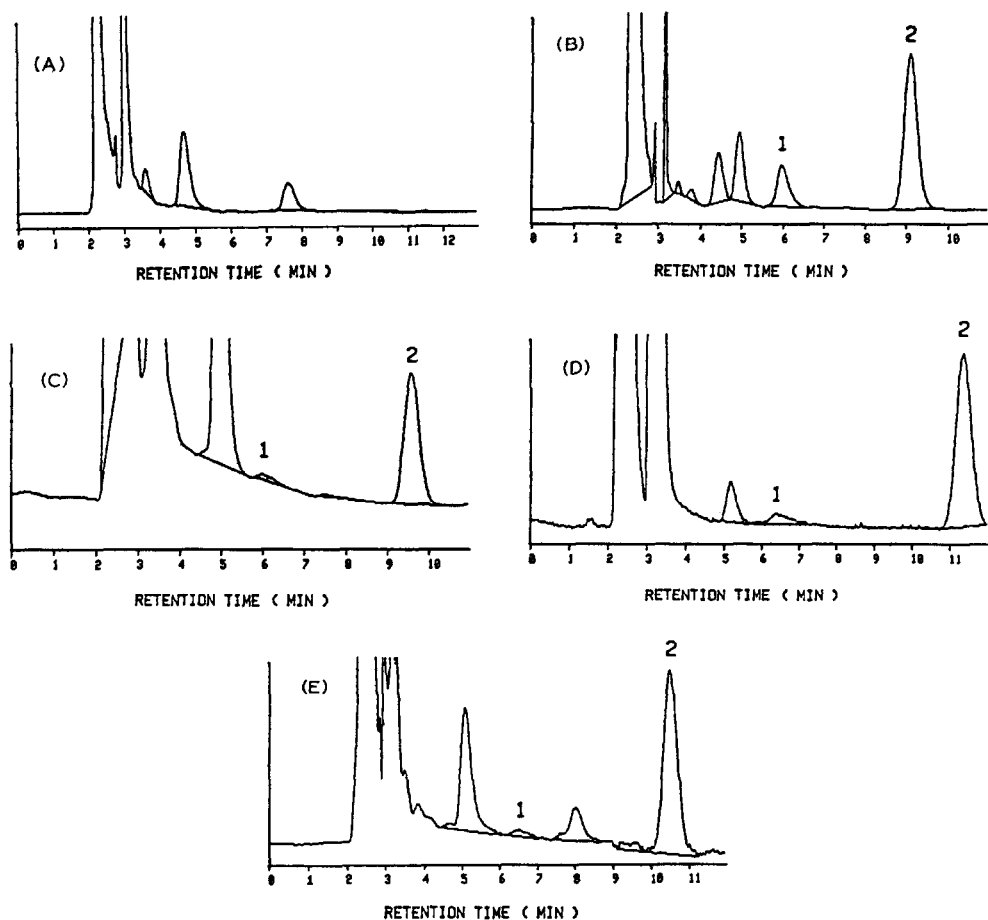 (A)
0 1 2 3 4 5 6 7 8 9 10 11 12
RETENTION TIME ( MIN )
(B)
1
2
0 1 2 3 4 5 6 7 8 9 10
RETENTION TIME ( MIN )
(C)
1
2
0 1 2 3 4 5 6 7 8 9 10
RETENTION TIME ( MIN )
(D)
1
2
0 1 2 3 4 5 6 7 8 9 10 11
RETENTION TIME ( MIN )
(E)
1
2
0 1 2 3 4 5 6 7 8 9 10 11
RETENTION TIME ( MIN )